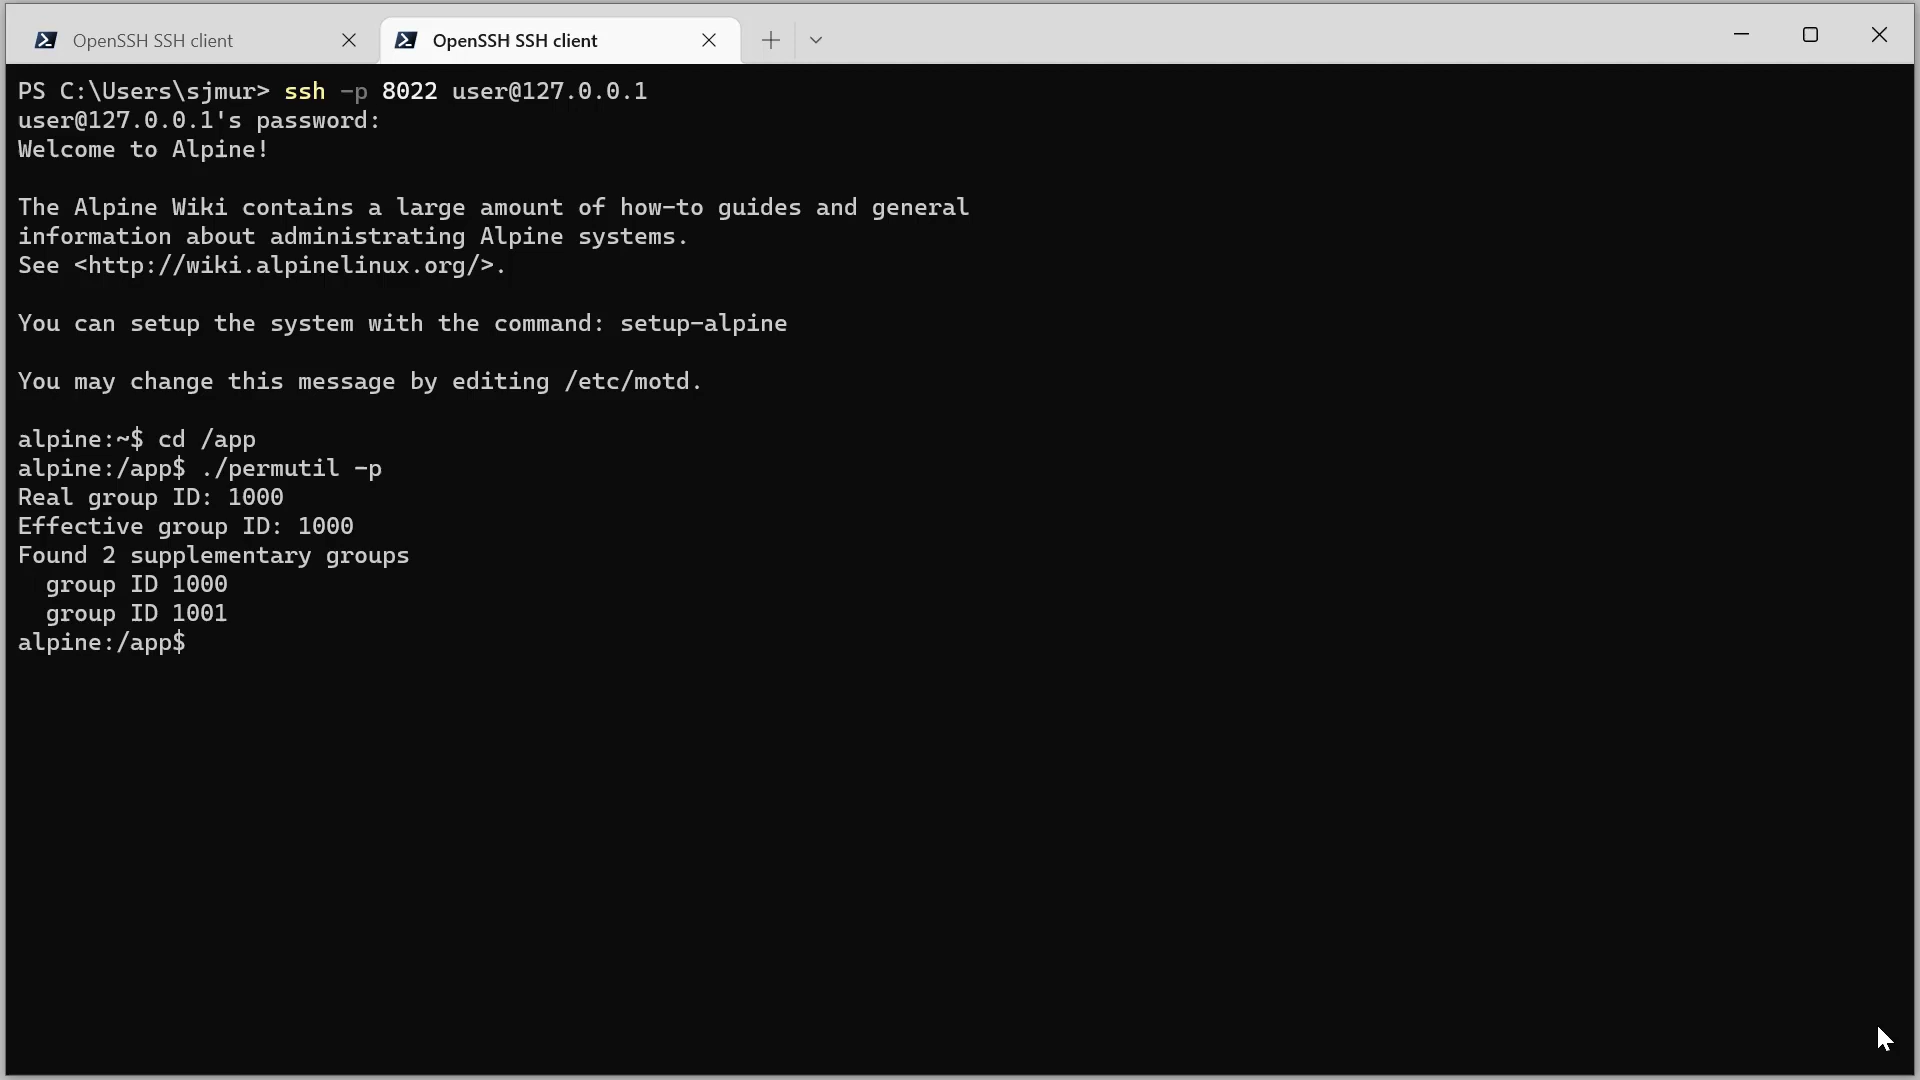 OpenSSH SSH client
OpenSSH SSH client
PS C:\Users\sjmur> ssh -p 8022 user@127.0.0.1
user@127.0.0.1's password:
Welcome to Alpine!
The Alpine Wiki contains a large amount of how-to guides and general
information about administrating Alpine systems.
See <http://wiki.alpinelinux.org/>.
You can setup the system with the command: setup-alpine
You may change this message by editing /etc/motd.
alpine:~$ cd /app
alpine:/app$ ./permutil -p
Real group ID: 1000
Effective group ID: 1000
Found 2 supplementary groups
  group ID 1000
  group ID 1001
alpine:/app$